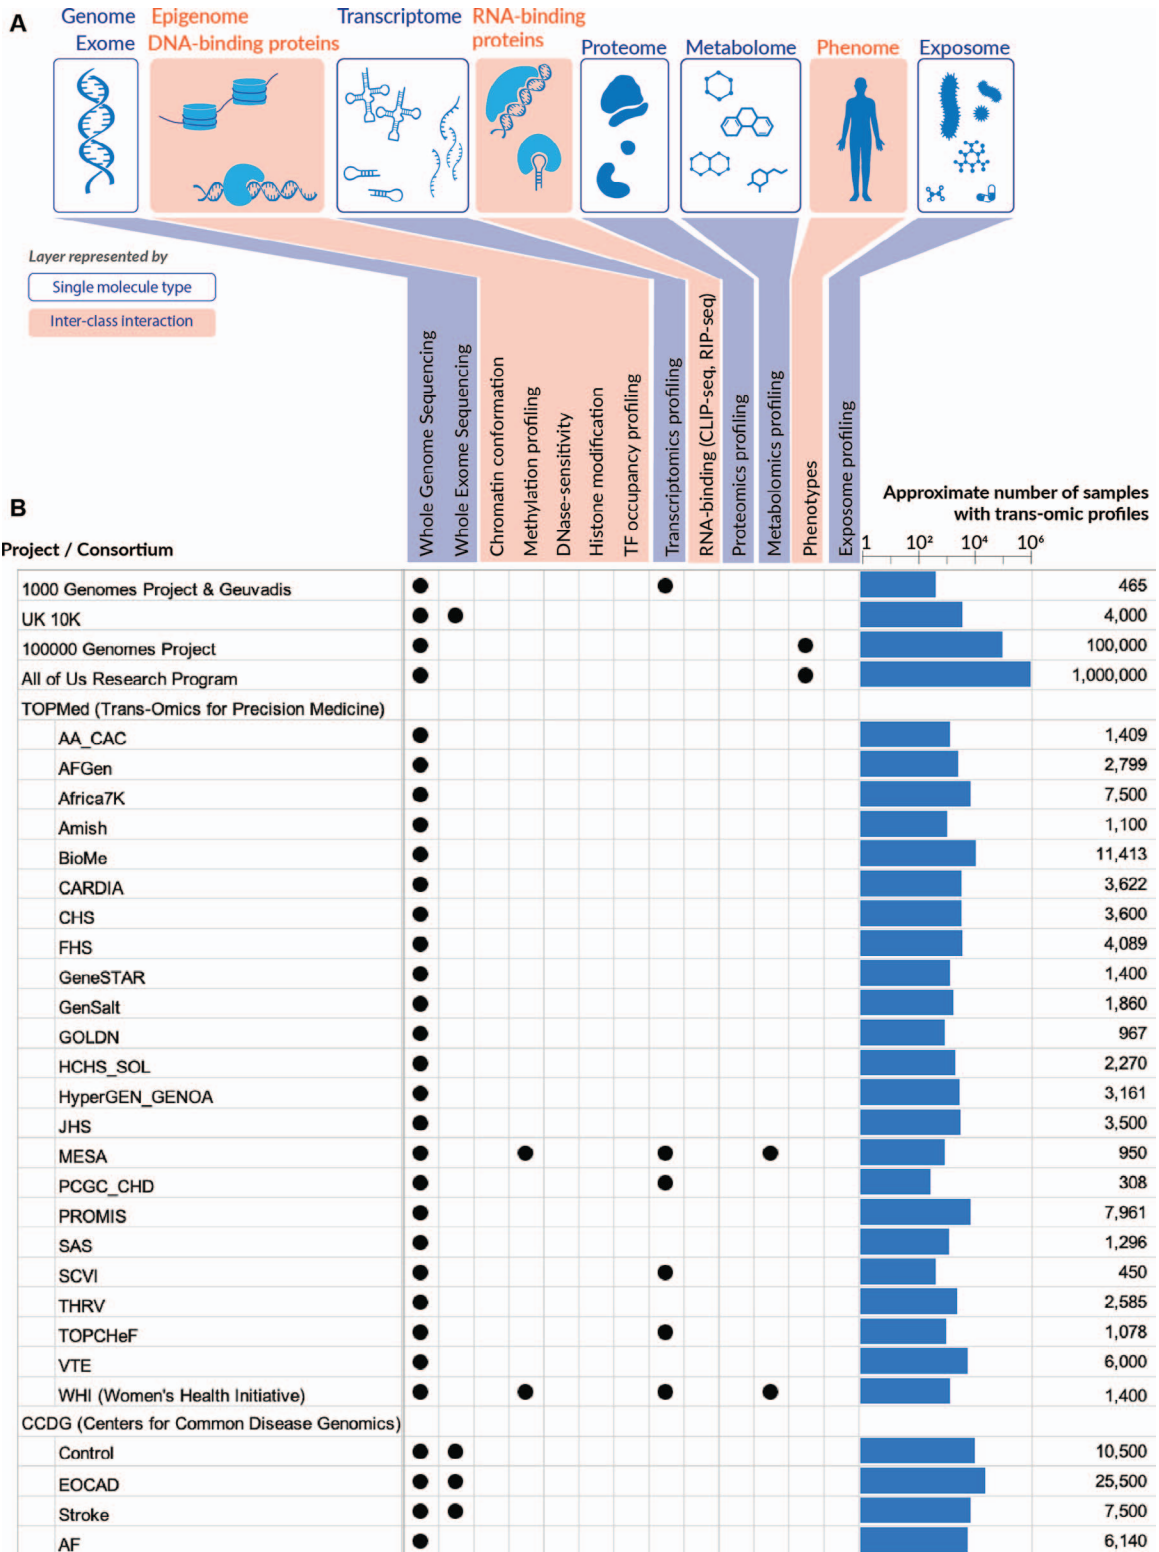 A
Genome
Exome
Epigenome
DNA-binding proteins
Transcriptome
RNA-binding
proteins
Proteome
Metabolome
Phenome
Exposome
Layer represented by
Single molecule type
Inter-class interaction
B
Project / Consortium
Whole Genome Sequencing
Whole Exome Sequencing
Chromatin conformation
Methylation profiling
DNase-sensitivity
Histone modification
TF occupancy profiling
Transcriptomics profiling
RNA-binding (CLIP-seq, RIP-seq)
Proteomics profiling
Metabolomics profiling
Phenotypes
Exposome profiling
Approximate number of samples
with trans-omic profiles
1 10² 10⁴ 10⁶
1000 Genomes Project & Geuvadis 465
UK 10K 4,000
100000 Genomes Project 100,000
All of Us Research Program 1,000,000
TOPMed (Trans-Omics for Precision Medicine)
AA_CAC 1,409
AFGen 2,799
Africa7K 7,500
Amish 1,100
BioMe 11,413
CARDIA 3,622
CHS 3,600
FHS 4,089
GeneSTAR 1,400
GenSalt 1,860
GOLDN 967
HCHS_SOL 2,270
HyperGEN_GENOA 3,161
JHS 3,500
MESA 950
PCGC_CHD 308
PROMIS 7,961
SAS 1,296
SCVI 450
THRV 2,585
TOPCHeF 1,078
VTE 6,000
WHI (Women's Health Initiative) 1,400
CCDG (Centers for Common Disease Genomics)
Control 10,500
EOCAD 25,500
Stroke 7,500
AF 6,140